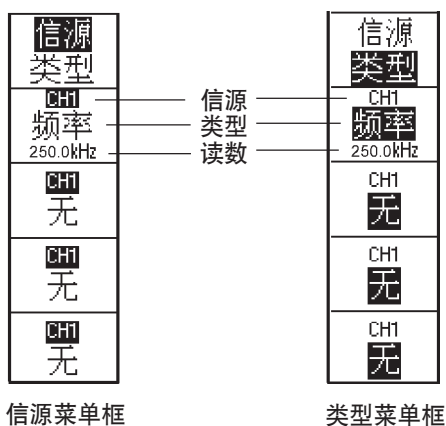 信源
类型
CH1
频率
250.0kHz
CH1
无
CH1
无
CH1
无
信源菜单框
信源
类型
读数
信源
类型
CH1
频率
250.0kHz
CH1
无
CH1
无
CH1
无
类型菜单框